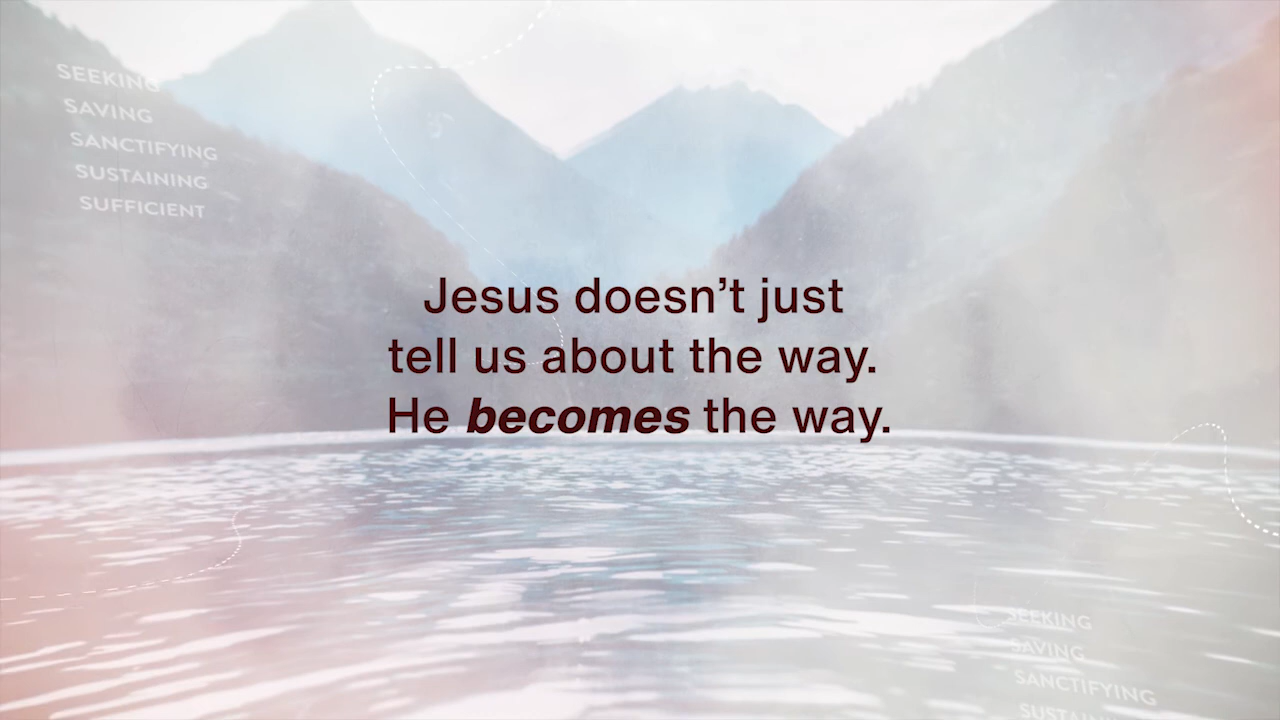 SEEKING
SAVING
SANCTIFYING
SUSTAINING
SUFFICIENT
Jesus doesn’t just
tell us about the way.
He becomes the way.
SEEKING
SAVING
SANCTIFYING